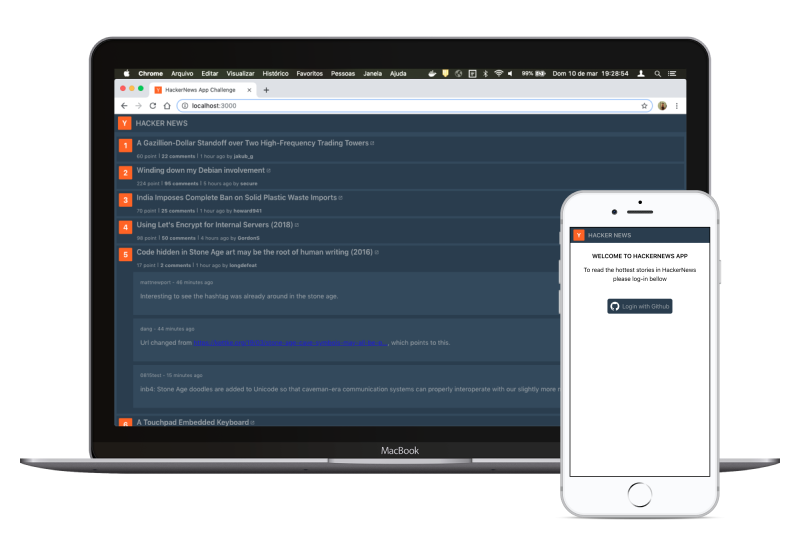 Chrome Arquivo Editar Visualizar Histórico Favoritos Pessoas Janela Ajuda 99% Dom 10 de mar 19:28:54
Y HackerNews App Challenge
localhost:3000
Y HACKER NEWS
1 A Gazillion-Dollar Standoff over Two High-Frequency Trading Towers
60 point | 22 comments | 1 hour ago by jakub_g
2 Winding down my Debian involvement
224 point | 95 comments | 5 hours ago by secure
3 India Imposes Complete Ban on Solid Plastic Waste Imports
75 point | 25 comments | 1 hour ago by howard941
4 Using Let's Encrypt for Internal Servers (2018)
98 point | 50 comments | 4 hours ago by GordonS
5 Code hidden in Stone Age art may be the root of human writing (2016)
17 point | 3 comments | 1 hour ago by longdefeat
mattnewport - 46 minutes ago
Interesting to see the hashtag was already around in the stone age.
dang - 44 minutes ago
Url changed from , which points to this.
- 15 minutes ago
inb4: Stone Age doodles are added to Unicode so that caveman-era communication systems can properly interoperate with our slightly more
6 A Touchpad Embedded Keyboard
MacBook
Y HACKER NEWS
WELCOME TO HACKERNEWS APP
To read the hottest stories in HackerNews
please log-in bellow
Login with Github